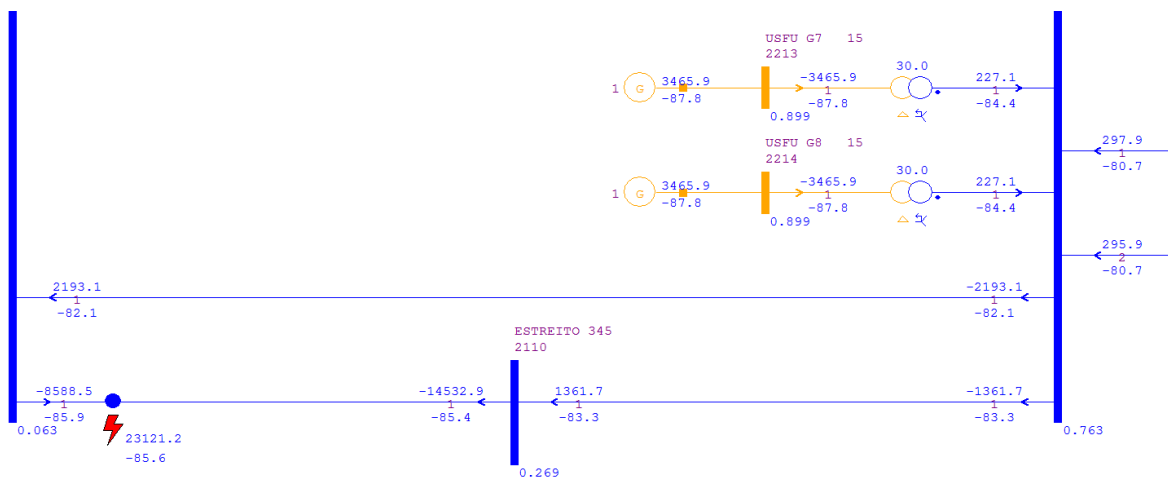 USFU G7 15
2213
30.0
1 G 3465.9 -3465.9 227.1
-87.8 1 1
-87.8 -84.4
0.899
USFU G8 15
2214
297.9
1
-80.7
30.0
1 G 3465.9 -3465.9 227.1
-87.8 1 1
-87.8 -84.4
0.899
295.9
2
-80.7
2193.1 -2193.1
1 1
-82.1 -82.1
ESTREITO 345
2110
-8588.5 -14532.9 1361.7 -1361.7
1 1 1 1
-85.9 -85.4 -83.3 -83.3
0.063 0.763
23121.2
-85.6
0.269